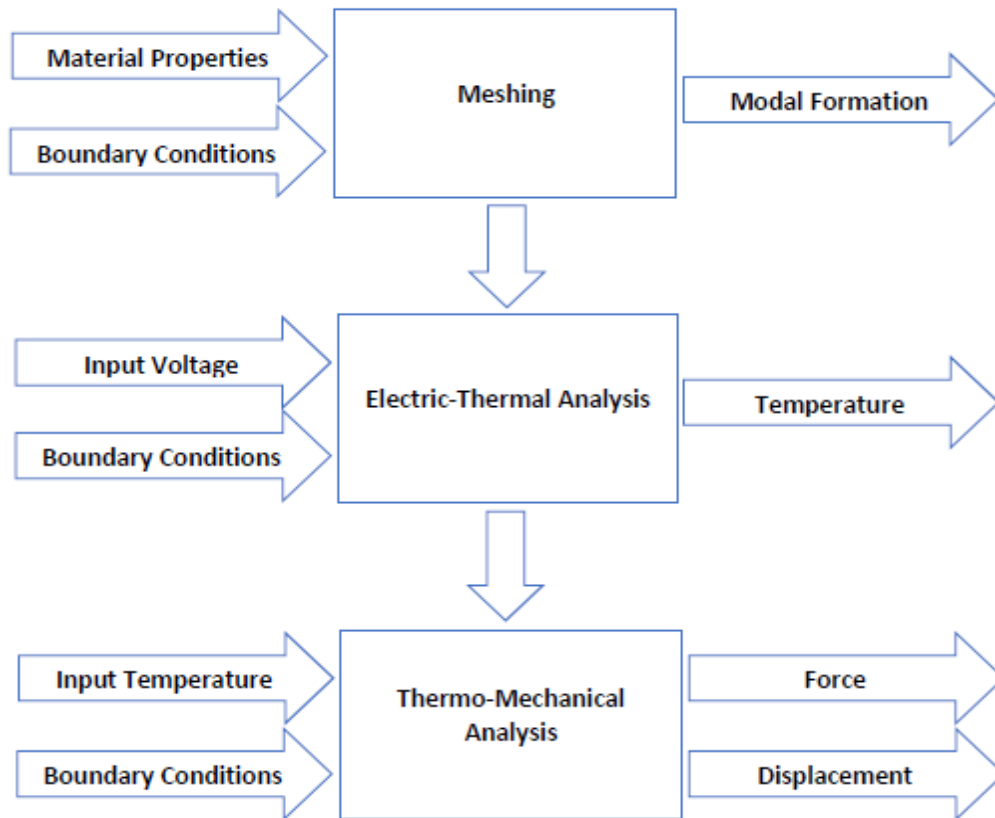 Material Properties
Meshing
Modal Formation
Boundary Conditions
Input Voltage
Electric-Thermal Analysis
Temperature
Boundary Conditions
Input Temperature
Force
Thermo-Mechanical
Analysis
Boundary Conditions
Displacement